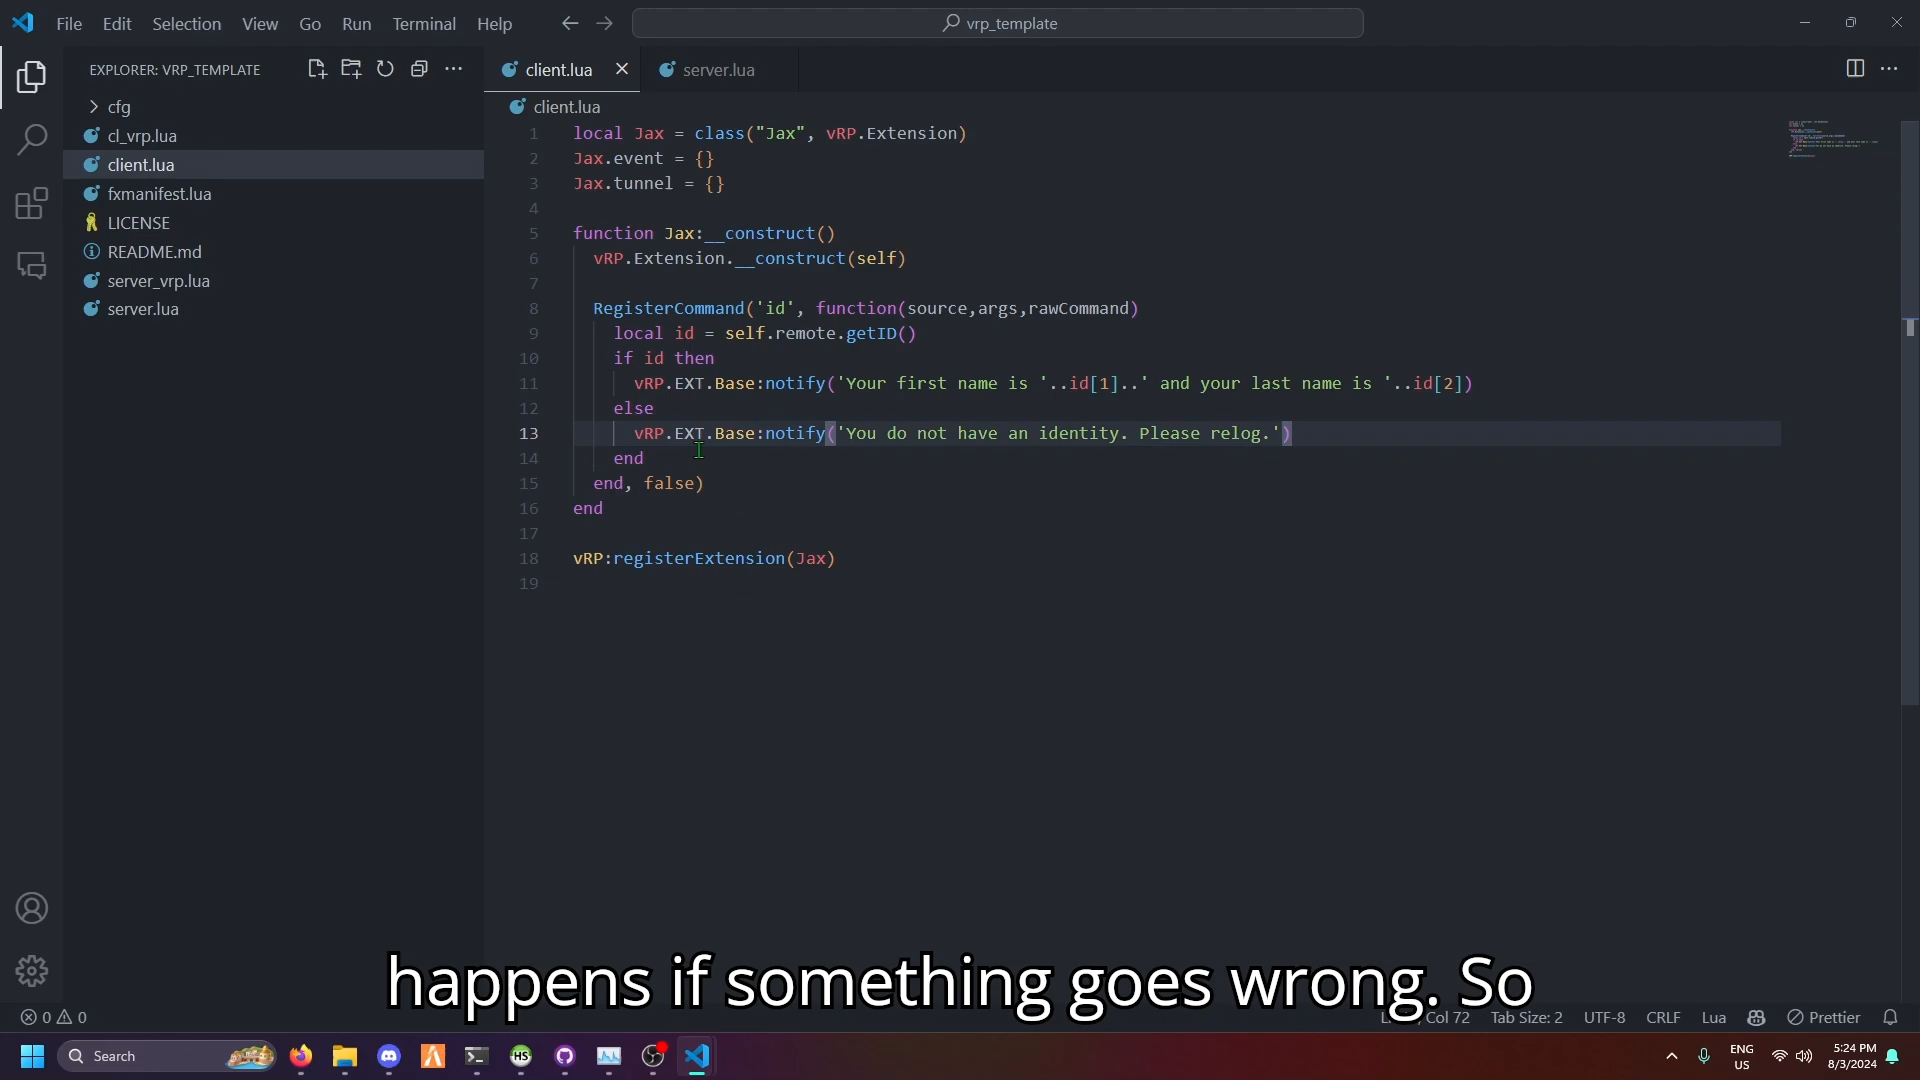 File Edit Selection View Go Run Terminal Help
vrp_template
EXPLORER: VRP_TEMPLATE
cfg
cl_vrp.lua
client.lua
fxmanifest.lua
LICENSE
README.md
server_vrp.lua
server.lua
client.lua
server.lua
client.lua
1 local Jax = class("Jax", vRP.Extension)
2 Jax.event = {}
3 Jax.tunnel = {}
4
5 function Jax:__construct()
6 vRP.Extension.__construct(self)
7
8 RegisterCommand('id', function(source,args,rawCommand)
9 local id = self.remote.getID()
10 if id then
11 vRP.EXT.Base:notify('Your first name is '..id[1]..' and your last name is '..id[2])
12 else
13 vRP.EXT.Base:notify('You do not have an identity. Please relog.')
14 end
15 end, false)
16 end
17
18 vRP:registerExtension(Jax)
19
happens if something goes wrong. So
0 0
Col 72 Tab Size: 2 UTF-8 CRLF Lua Prettier
Search
HS
ENG
US
5:24 PM
8/3/2024